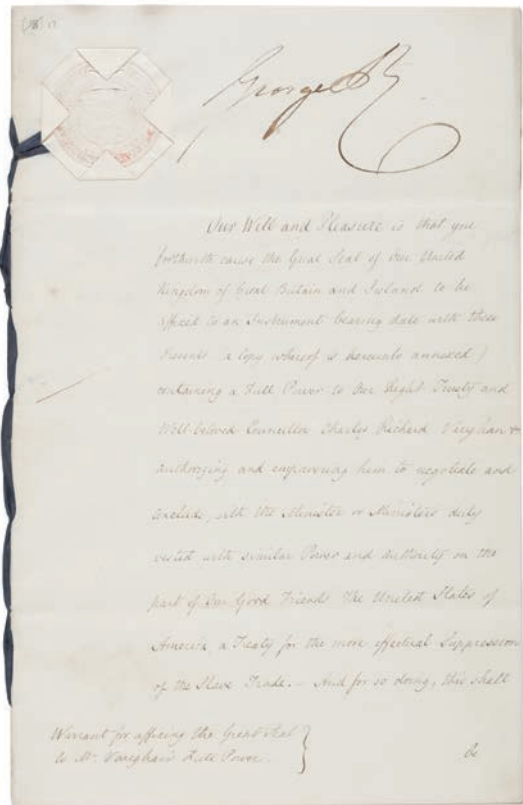 George R
Our Will and Pleasure is that you
forthwith cause the Great Seal of Our United
Kingdom of Great Britain and Ireland to be
affixed to an Instrument bearing date with these
Presents (a Copy whereof is hereunto annexed)
containing a Full Power to Our Right Trusty and
Well-beloved Councillor Charles Richard Vaughan
authorizing and empowering him to negotiate and
conclude, with the Minister or Ministers duly
vested with similar Power and authority on the
part of Our Good Friends The United States of
America, a Treaty for the more effectual Suppression
of the Slave Trade. — And for so doing, this shall
be
Warrant for affixing the Great Seal
to Mr. Vaughan's Full Power.